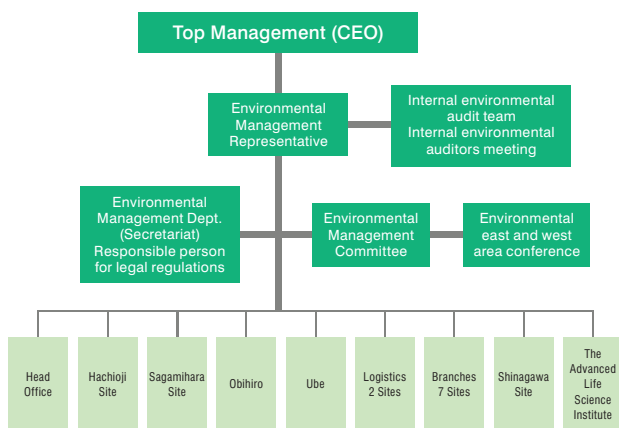 Top Management (CEO)
Environmental
Management
Representative
Internal environmental
audit team
Internal environmental
auditors meeting
Environmental
Management Dept.
(Secretariat)
Responsible person
for legal regulations
Environmental
Management
Committee
Environmental
east and west
area conference
Head
Office
Hachioji
Site
Sagamihara
Site
Obihiro
Ube
Logistics
2 Sites
Branches
7 Sites
Shinagawa
Site
The
Advanced
Life
Science
Institute